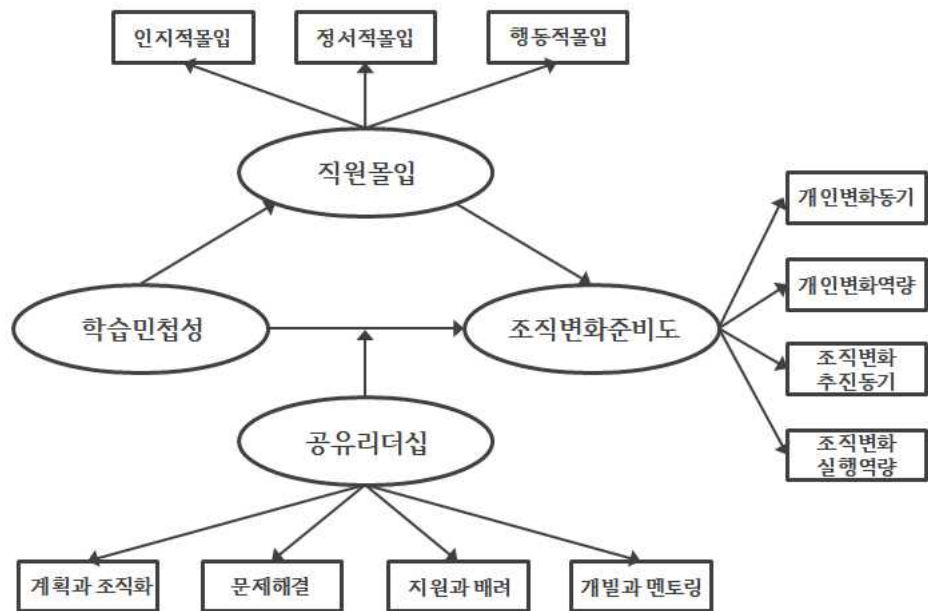 인지적몰입
정서적몰입
행동적몰입
직원몰입
개인변화동기
개인변화역량
학습민첩성
조직변화준비도
조직변화
추진동기
공유리더십
조직변화
실행역량
계획과 조직화
문제해결
지원과 배려
개빌과 멘토링